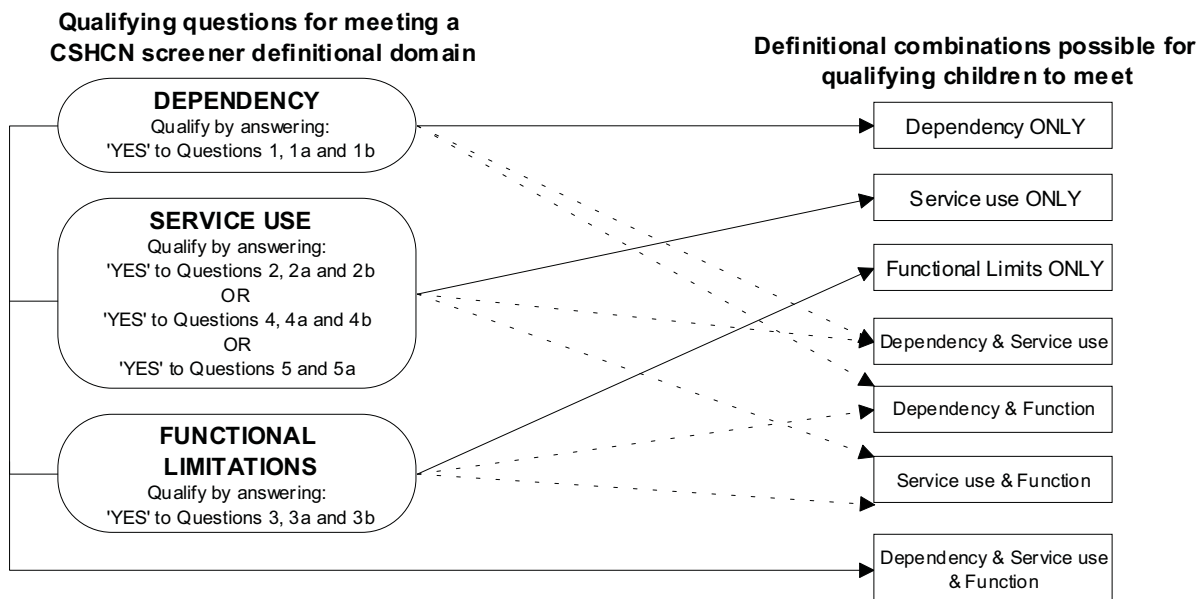 Qualifying questions for meeting a
CSHCN screener definitional domain
DEPENDENCY
Qualify by answering:
'YES' to Questions 1, 1a and 1b
SERVICE USE
Qualify by answering:
'YES' to Questions 2, 2a and 2b
OR
'YES' to Questions 4, 4a and 4b
OR
'YES' to Questions 5 and 5a
FUNCTIONAL
LIMITATIONS
Qualify by answering:
'YES' to Questions 3, 3a and 3b
Definitional combinations possible for
qualifying children to meet
Dependency ONLY
Service use ONLY
Functional Limits ONLY
Dependency & Service use
Dependency & Function
Service use & Function
Dependency & Service use
& Function